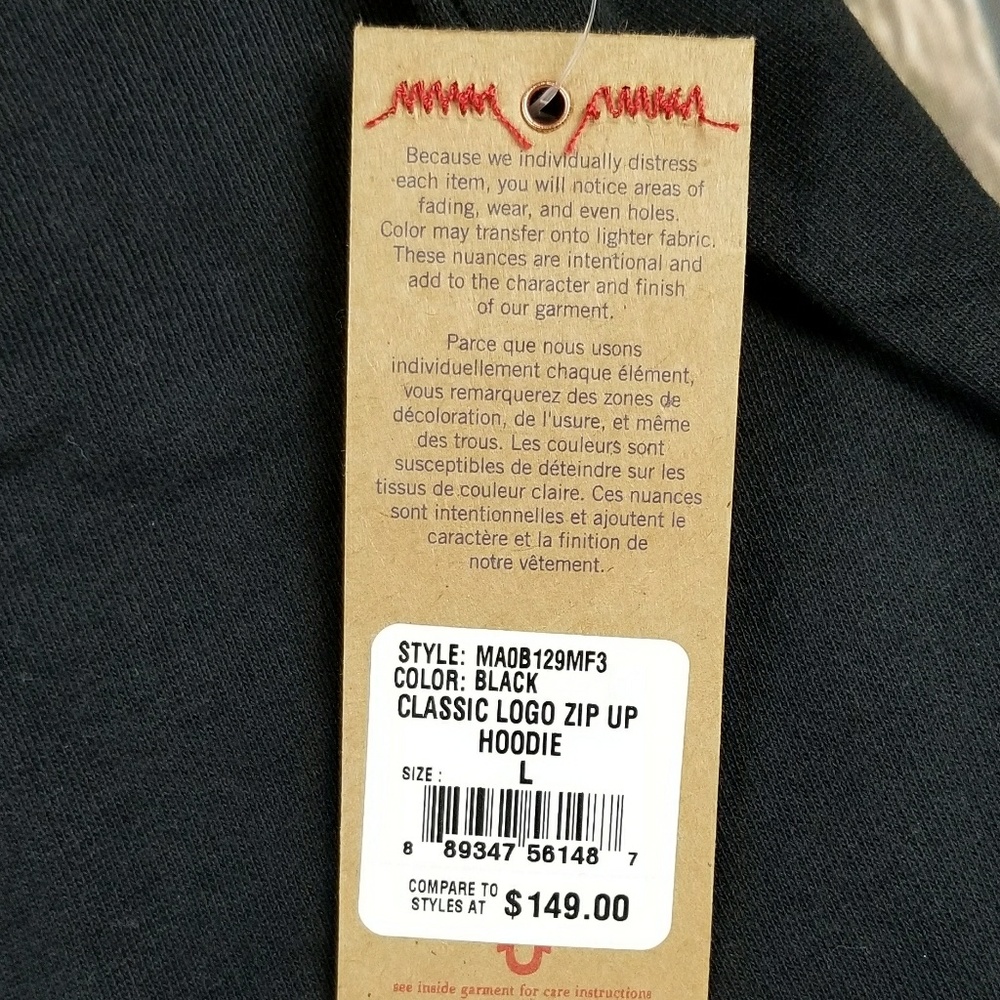 Because we individually distress
each item, you will notice areas of
fading, wear, and even holes.
Color may transfer onto lighter fabric.
These nuances are intentional and
add to the character and finish
of our garment.
Parce que nous usons
individuellement chaque élément,
vous remarquerez des zones de
décoloration, de l'usure, et même
des trous. Les couleurs sont
susceptibles de déteindre sur les
tissus de couleur claire. Ces nuances
sont intentionnelles et ajoutent le
caractère et la finition de
notre vêtement.
STYLE: MA0B129MF3
COLOR: BLACK
CLASSIC LOGO ZIP UP
HOODIE
SIZE: L
8 89347 56148 7
COMPARE TO
STYLES AT $149.00
see inside garment for care instructions